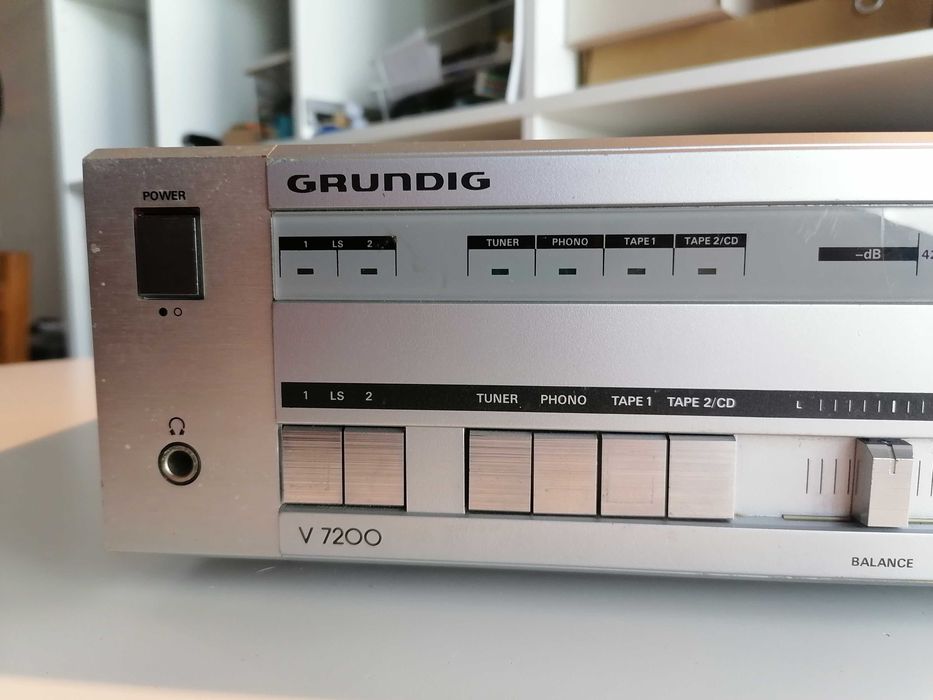 POWER
GRUNDIG
1 LS 2
TUNER PHONO TAPE 1 TAPE 2/CD
-dB 42
1 LS 2
TUNER PHONO TAPE 1 TAPE 2/CD
L
V 7200
BALANCE